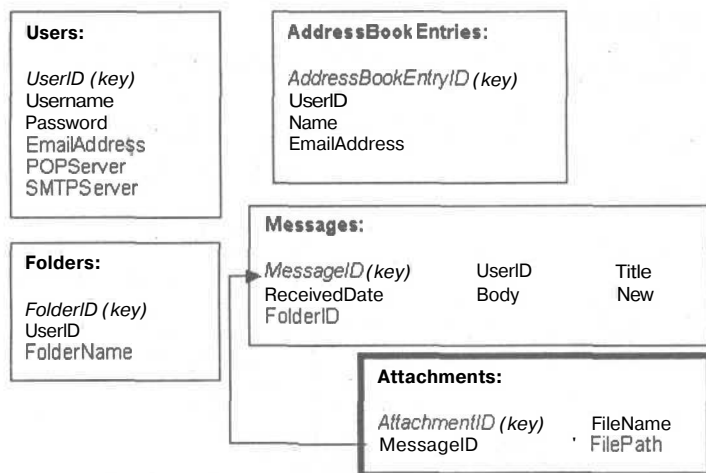 Users:
UserID (key)
Username
Password
EmailAddress
POPServer
SMTPServer
AddressBook Entries:
AddressBookEntryID (key)
UserID
Name
EmailAddress
Messages:
MessageID (key) UserID Title
ReceivedDate Body New
FolderID
Folders:
FolderID (key)
UserID
FolderName
Attachments:
AttachmentID (key) FileName
MessageID FilePath